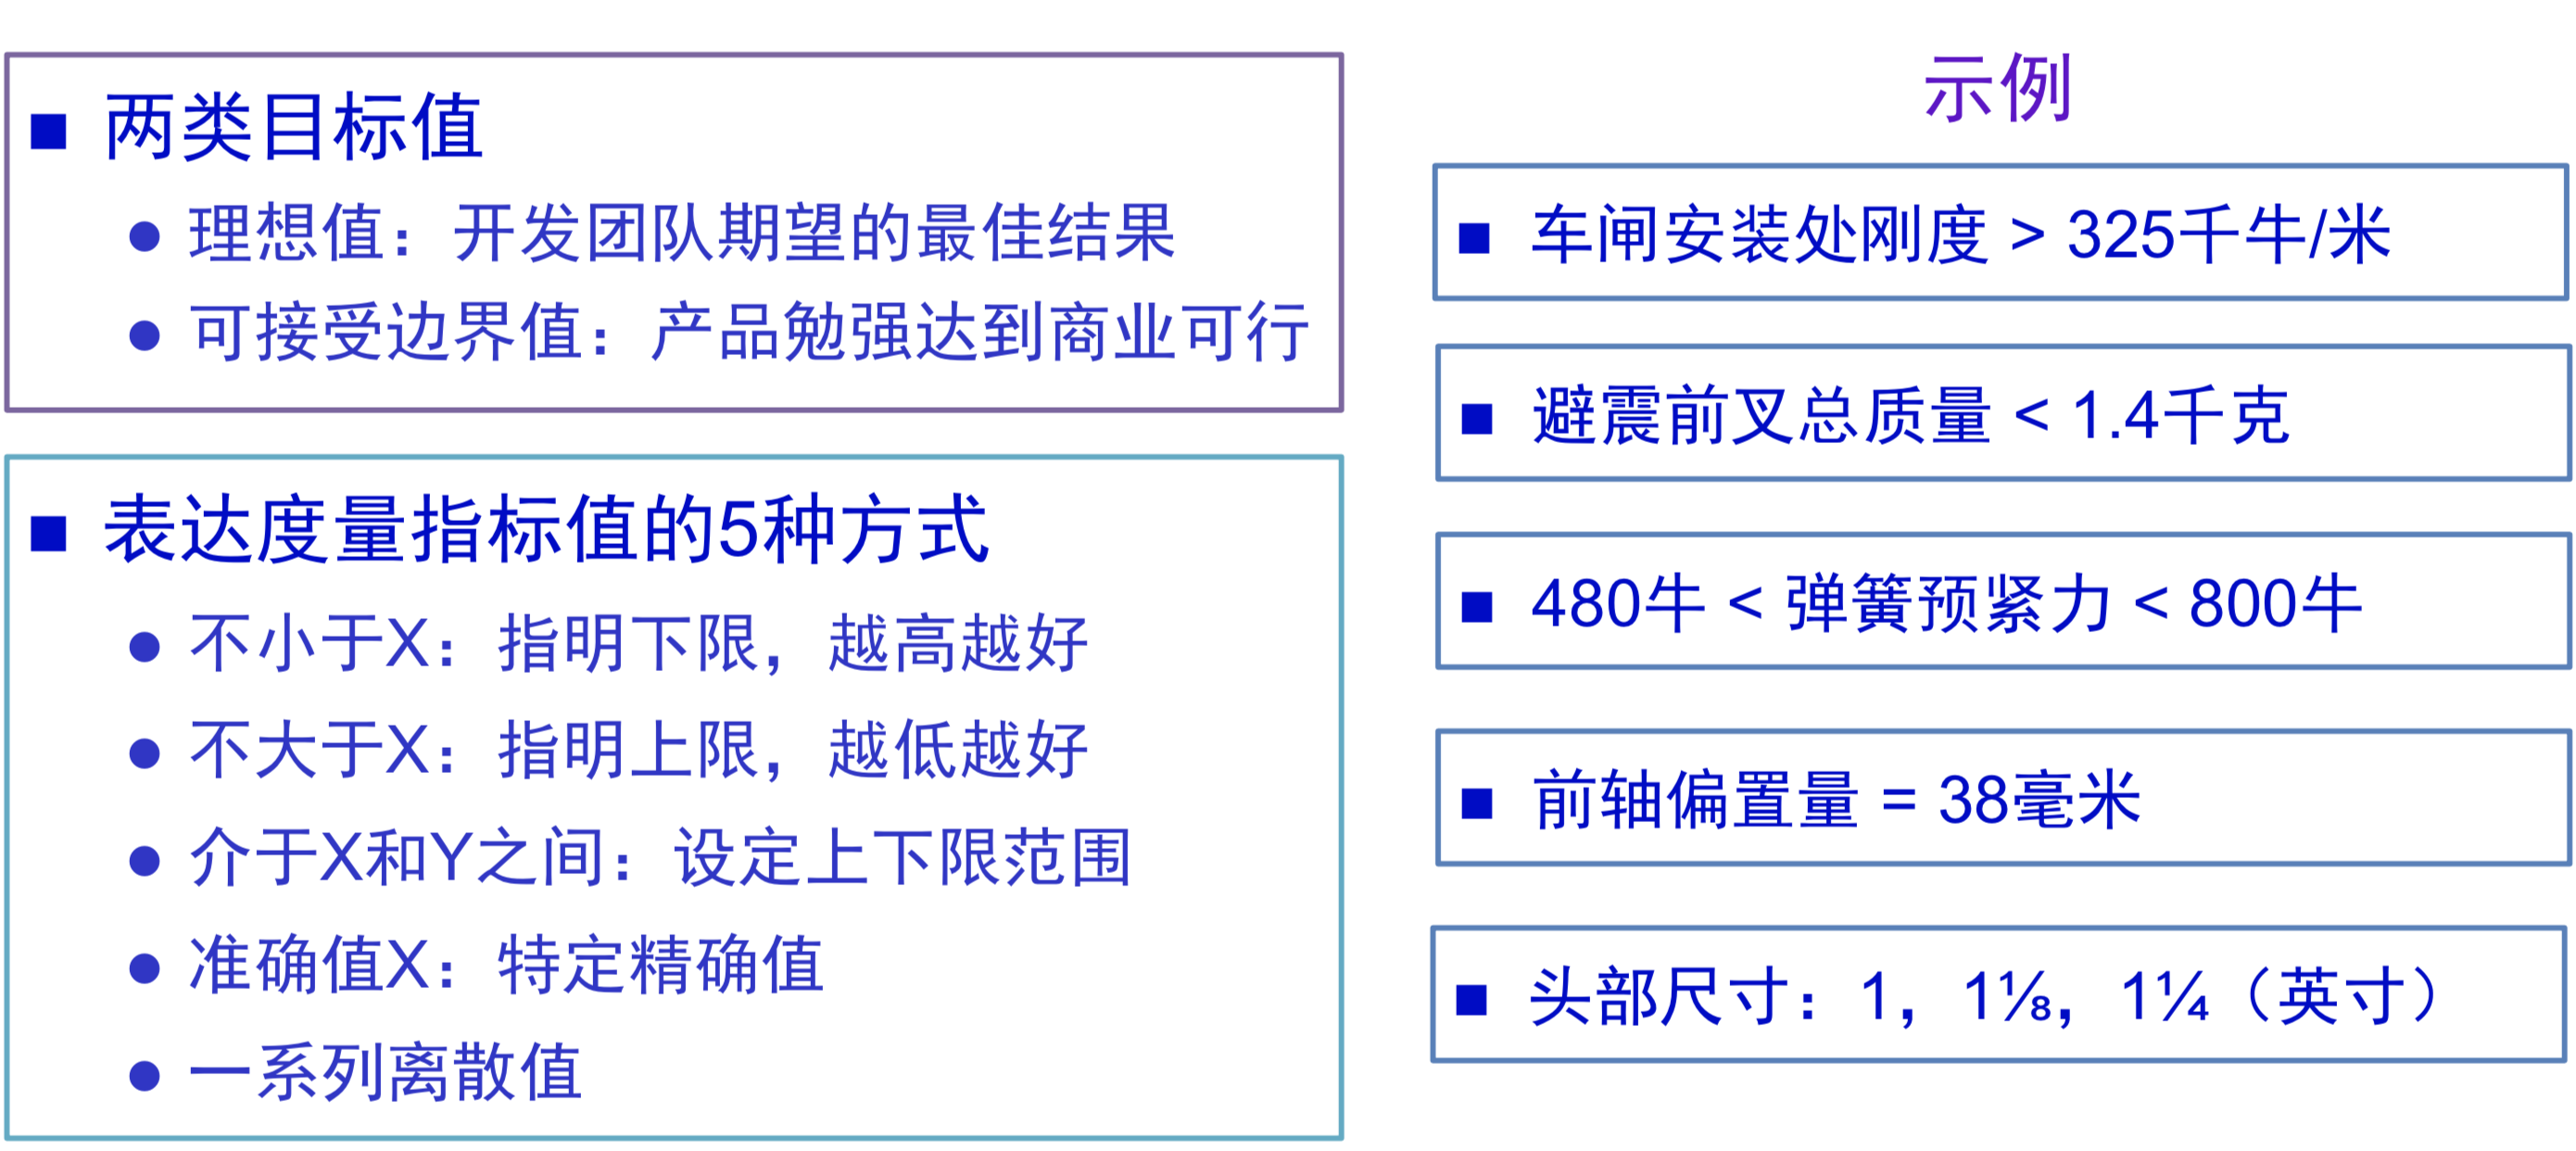 ■ 两类目标值
● 理想值：开发团队期望的最佳结果
● 可接受边界值：产品勉强达到商业可行
■ 表达度量指标值的5种方式
● 不小于X：指明下限，越高越好
● 不大于X：指明上限，越低越好
● 介于X和Y之间：设定上下限范围
● 准确值X：特定精确值
● 一系列离散值
示例
■ 车闸安装处刚度 > 325千牛/米
■ 避震前叉总质量 < 1.4千克
■ 480牛 < 弹簧预紧力 < 800牛
■ 前轴偏置量 = 38毫米
■ 头部尺寸：1，1⅛，1¼（英寸）